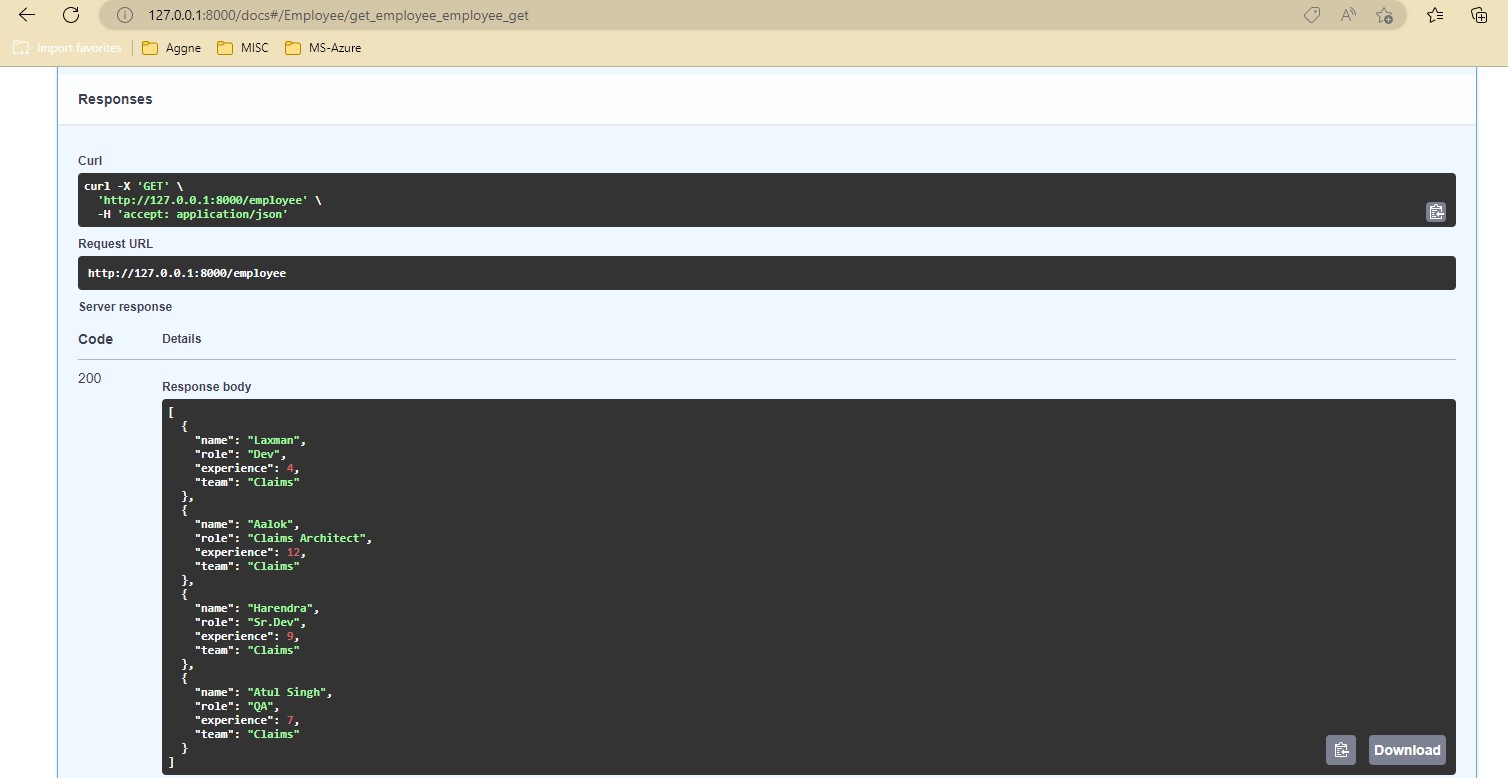 127.0.0.1:8000/docs#/Employee/get_employee_employee_get
Import favorites Aggne MISC MS-Azure
Responses
Curl
curl -X 'GET' \
'http://127.0.0.1:8000/employee' \
-H 'accept: application/json'
Request URL
http://127.0.0.1:8000/employee
Server response
Code Details
200
Response body
[
{
"name": "Laxman",
"role": "Dev",
"experience": 4,
"team": "Claims"
},
{
"name": "Aalok",
"role": "Claims Architect",
"experience": 12,
"team": "Claims"
},
{
"name": "Harendra",
"role": "Sr.Dev",
"experience": 9,
"team": "Claims"
},
{
"name": "Atul Singh",
"role": "QA",
"experience": 7,
"team": "Claims"
}
]
Download